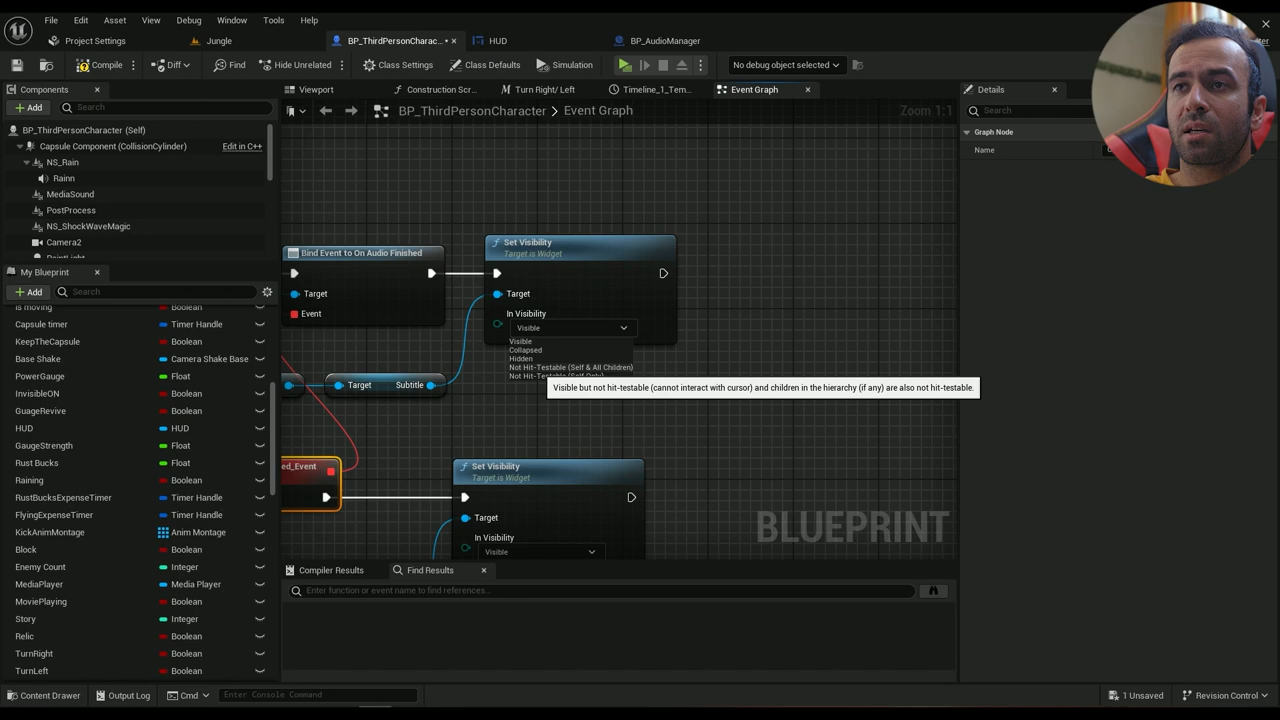 File Edit Asset View Debug Window Tools Help
Project Settings Jungle BP_ThirdPersonCharac... HUD BP_AudioManager
Compile Diff Find Hide Unrelated Class Settings Class Defaults Simulation No debug object selected
Components
Add Search
BP_ThirdPersonCharacter (Self)
Capsule Component (CollisionCylinder) Edit in C++
NS_Rain
Rainn
MediaSound
PostProcess
NS_ShockWaveMagic
Camera2
My Blueprint
Add Search
Is moving Boolean
Capsule timer Timer Handle
KeepTheCapsule Boolean
Base Shake Camera Shake Base
PowerGauge Float
InvisibleON Boolean
GuageRevive Boolean
HUD HUD
GaugeStrength Float
Rust Bucks Float
Raining Boolean
RustBucksExpenseTimer Timer Handle
FlyingExpenseTimer Timer Handle
KickAnimMontage Anim Montage
Block Boolean
Enemy Count Integer
MediaPlayer Media Player
MoviePlaying Boolean
Story Integer
Relic Boolean
TurnRight Boolean
TurnLeft Boolean
Viewport Construction Scr... Turn Right/ Left Timeline_1_Tem... Event Graph
BP_ThirdPersonCharacter > Event Graph Zoom 1:1
Bind Event to On Audio Finished
Target
Event
Set Visibility
Target is Widget
Target
In Visibility
Visible
Visible
Collapsed
Hidden
Not Hit-Testable (Self & All Children)
Not Hit-Testable (Self Only)
Visible but not hit-testable (cannot interact with cursor) and children in the hierarchy (if any) are also not hit-testable.
Target Subtitle
ed_Event
Set Visibility
Target is Widget
Target
In Visibility
Visible
BLUEPRINT
Compiler Results Find Results
Enter function or event name to find references...
Details
Search
Graph Node
Name
Content Drawer Output Log Cmd Enter Console Command 1 Unsaved Revision Control